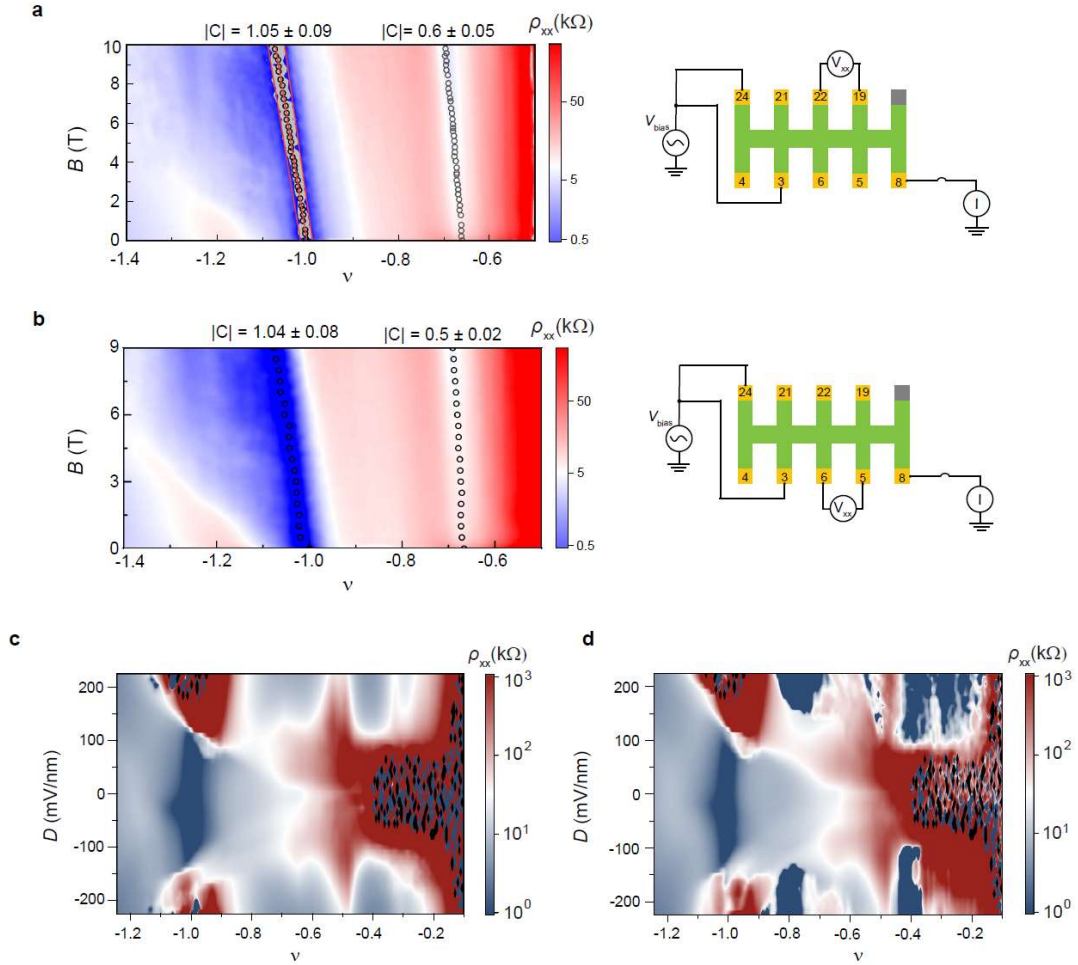 a
|C| = 1.05 ± 0.09
|C|= 0.6 ± 0.05
ρxx(kΩ)
10
8
6
4
2
0
B (T)
-1.4
-1.2
-1.0
-0.8
-0.6
ν
50
5
0.5
Vxx
24
21
22
19
Vbias
4
3
6
5
8
I
b
|C| = 1.04 ± 0.08
|C|= 0.5 ± 0.02
ρxx(kΩ)
9
6
3
0
B (T)
-1.4
-1.2
-1.0
-0.8
-0.6
ν
50
5
0.5
24
21
22
19
Vbias
4
3
6
5
8
Vxx
I
c
ρxx(kΩ)
200
100
0
-100
-200
D (mV/nm)
-1.2
-1.0
-0.8
-0.6
-0.4
-0.2
ν
10³
10²
10¹
10⁰
d
ρxx(kΩ)
200
100
0
-100
-200
D (mV/nm)
-1.2
-1.0
-0.8
-0.6
-0.4
-0.2
ν
10³
10²
10¹
10⁰